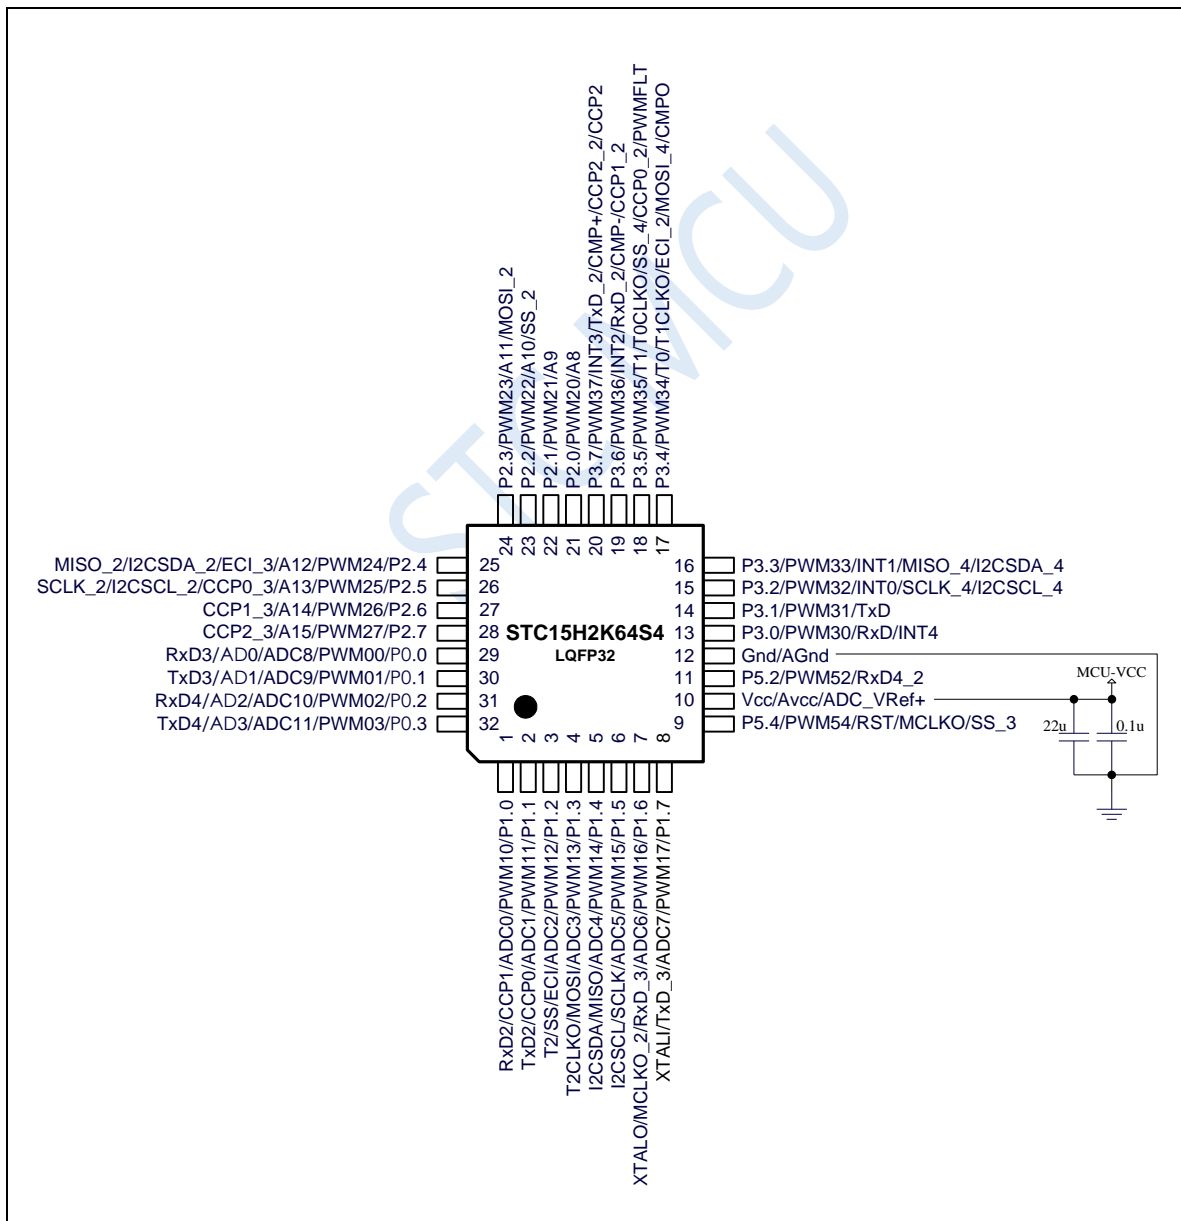 STC MCU
P2.3/PWM23/A11/MOSI_2
P2.2/PWM22/A10/SS_2
P2.1/PWM21/A9
P2.0/PWM20/A8
P3.7/PWM37/INT3/TxD_2/CMP+/CCP2_2/CCP2
P3.6/PWM36/INT2/RxD_2/CMP-/CCP1_2
P3.5/PWM35/T1/T0CLKO/SS_4/CCP0_2/PWMFLT
P3.4/PWM34/T0/T1CLKO/ECI_2/MOSI_4/CMPO
24 23 22 21 20 19 18 17
MISO_2/I2CSDA_2/ECI_3/A12/PWM24/P2.4 25
SCLK_2/I2CSCL_2/CCP0_3/A13/PWM25/P2.5 26
CCP1_3/A14/PWM26/P2.6 27
CCP2_3/A15/PWM27/P2.7 28
RxD3/AD0/ADC8/PWM00/P0.0 29
TxD3/AD1/ADC9/PWM01/P0.1 30
RxD4/AD2/ADC10/PWM02/P0.2 31
TxD4/AD3/ADC11/PWM03/P0.3 32
STC15H2K64S4
LQFP32
16 P3.3/PWM33/INT1/MISO_4/I2CSDA_4
15 P3.2/PWM32/INT0/SCLK_4/I2CSCL_4
14 P3.1/PWM31/TxD
13 P3.0/PWM30/RxD/INT4
12 Gnd/AGnd
11 P5.2/PWM52/RxD4_2
10 Vcc/Avcc/ADC_VRef+
9 P5.4/PWM54/RST/MCLKO/SS_3
MCU-VCC
22u 0.1u
1 2 3 4 5 6 7 8
RxD2/CCP1/ADC0/PWM10/P1.0
TxD2/CCP0/ADC1/PWM11/P1.1
T2/SS/ECI/ADC2/PWM12/P1.2
T2CLKO/MOSI/ADC3/PWM13/P1.3
I2CSDA/MISO/ADC4/PWM14/P1.4
I2CSCL/SCLK/ADC5/PWM15/P1.5
XTALO/MCLKO_2/RxD_3/ADC6/PWM16/P1.6
XTALI/TxD_3/ADC7/PWM17/P1.7